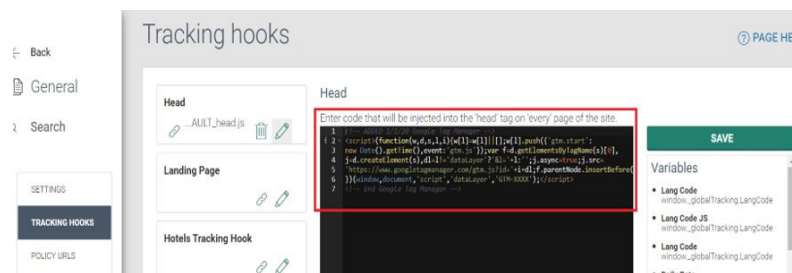 Tracking hooks
PAGE HE
Back
General
Search
SETTINGS
TRACKING HOOKS
POLICY URLS
Head
...AULT_head.js
Landing Page
Hotels Tracking Hook
Head
Enter code that will be injected into the 'head' tag on 'every' page of the site.
1 <!-- ADDED 1/1/20 Google Tag Manager -->
2 <script>(function(w,d,s,l,i){w[l]=w[l]||[];w[l].push({'gtm.start':
3 new Date().getTime(),event:'gtm.js'});var f=d.getElementsByTagName(s)[0],
4 j=d.createElement(s),dl=l!='dataLayer'?'&l='+l:'';j.async=true;j.src=
5 'https://www.googletagmanager.com/gtm.js?id='+i+dl;f.parentNode.insertBefore(
6 })(window,document,'script','dataLayer','GTM-XXXX');</script>
7 <!-- End Google Tag Manager -->
SAVE
Variables
Lang Code
window._globalTracking.LangCode
Lang Code JS
window._globalTracking.LangCode
Lang Code
window._globalTracking.LangCode